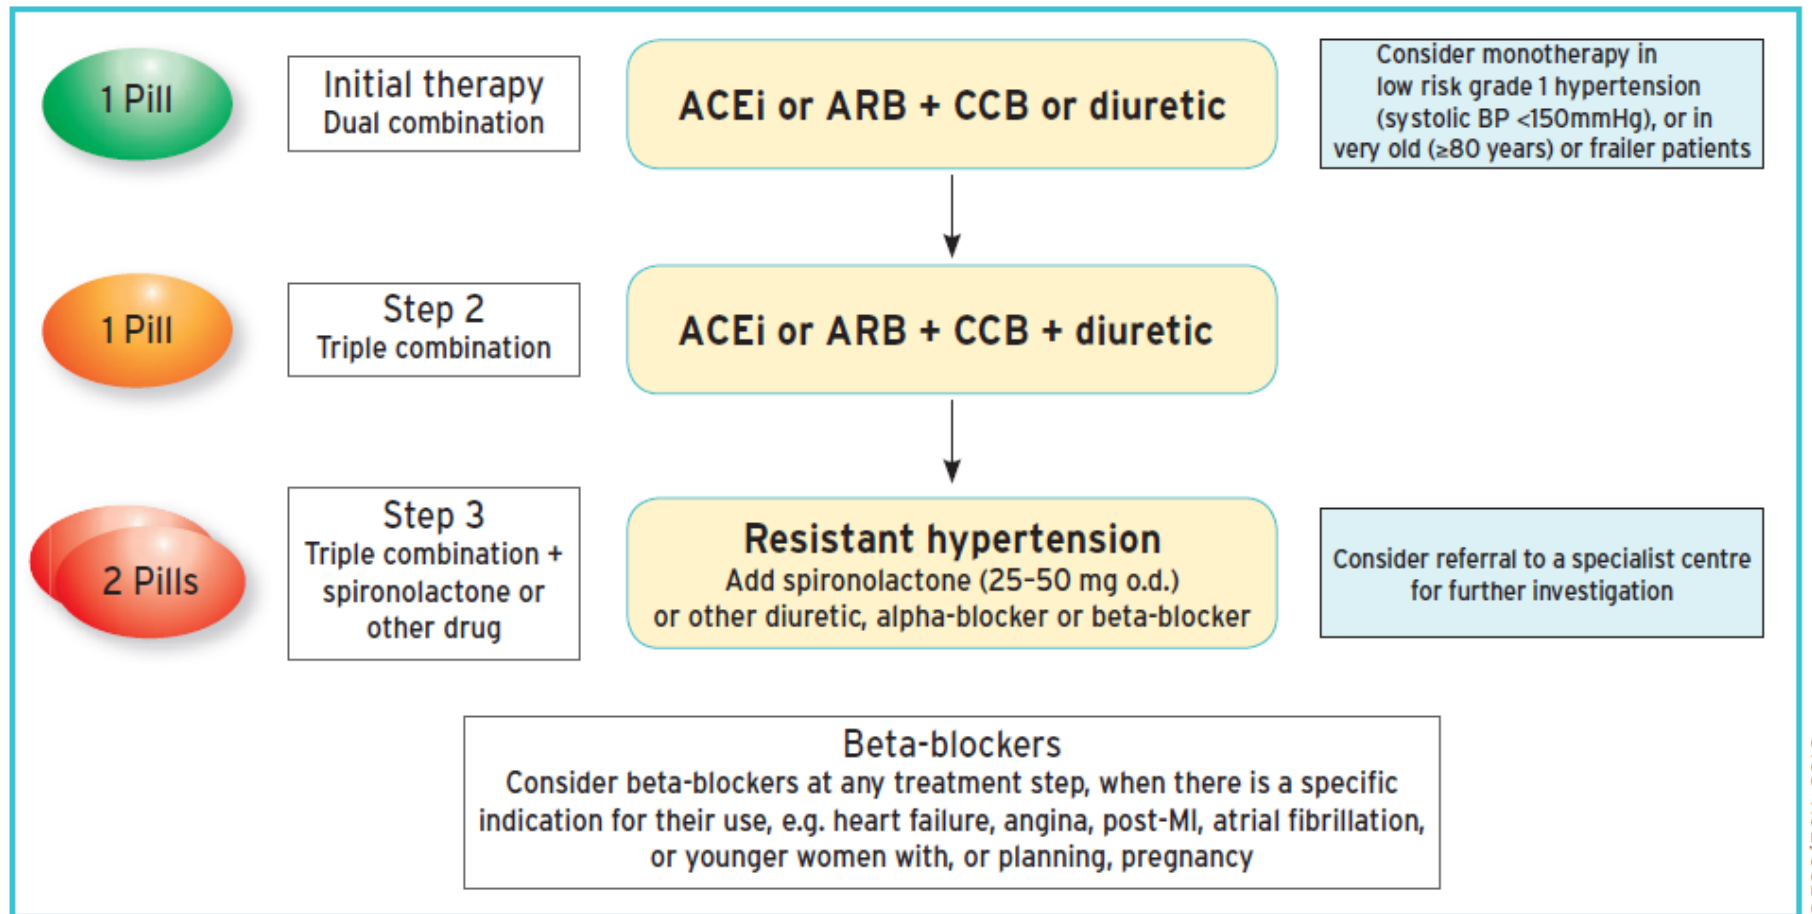 1 Pill
Initial therapy
Dual combination
ACEi or ARB + CCB or diuretic
Consider monotherapy in
low risk grade 1 hypertension
(systolic BP <150mmHg), or in
very old (≥80 years) or frailer patients
1 Pill
Step 2
Triple combination
ACEi or ARB + CCB + diuretic
2 Pills
Step 3
Triple combination +
spironolactone or
other drug
Resistant hypertension
Add spironolactone (25–50 mg o.d.)
or other diuretic, alpha-blocker or beta-blocker
Consider referral to a specialist centre
for further investigation
Beta-blockers
Consider beta-blockers at any treatment step, when there is a specific
indication for their use, e.g. heart failure, angina, post-MI, atrial fibrillation,
or younger women with, or planning, pregnancy